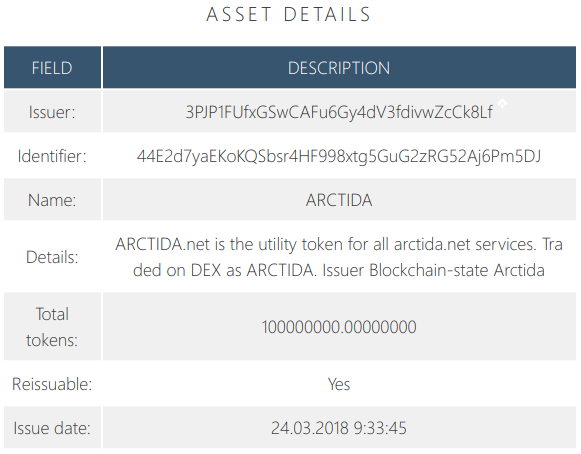 ASSET DETAILS
FIELD DESCRIPTION
Issuer: 3PJP1FUfxGSwCAFu6Gy4dV3fdivwZcCk8Lf
Identifier: 44E2d7yaEKoKQSbsr4HF998xtg5GuG2zRG52Aj6Pm5DJ
Name: ARCTIDA
Details: ARCTIDA.net is the utility token for all arctida.net services. Tra
ded on DEX as ARCTIDA. Issuer Blockchain-state Arctida
Total
tokens: 100000000.00000000
Reissuable: Yes
Issue date: 24.03.2018 9:33:45